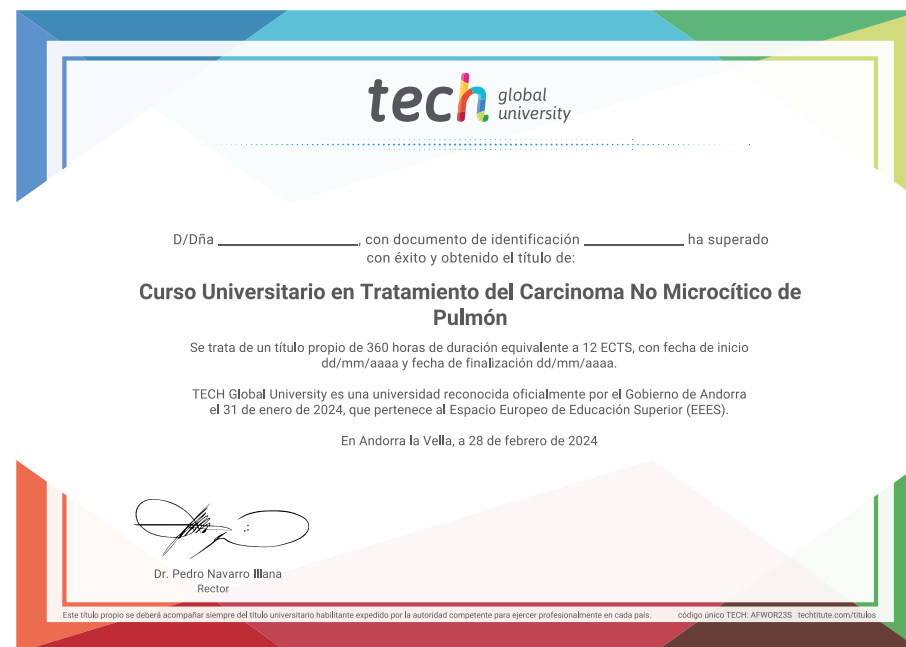 tech global university
D/Dña ____________________, con documento de identificación ______________ ha superado
con éxito y obtenido el título de:
Curso Universitario en Tratamiento del Carcinoma No Microcítico de
Pulmón
Se trata de un título propio de 360 horas de duración equivalente a 12 ECTS, con fecha de inicio
dd/mm/aaaa y fecha de finalización dd/mm/aaaa.
TECH Global University es una universidad reconocida oficialmente por el Gobierno de Andorra
el 31 de enero de 2024, que pertenece al Espacio Europeo de Educación Superior (EEES).
En Andorra la Vella, a 28 de febrero de 2024
Dr. Pedro Navarro Illana
Rector
Este título propio se deberá acompañar siempre del título universitario habilitante expedido por la autoridad competente para ejercer profesionalmente en cada país. código único TECH: AFWOR23S techtitute.com/titulos